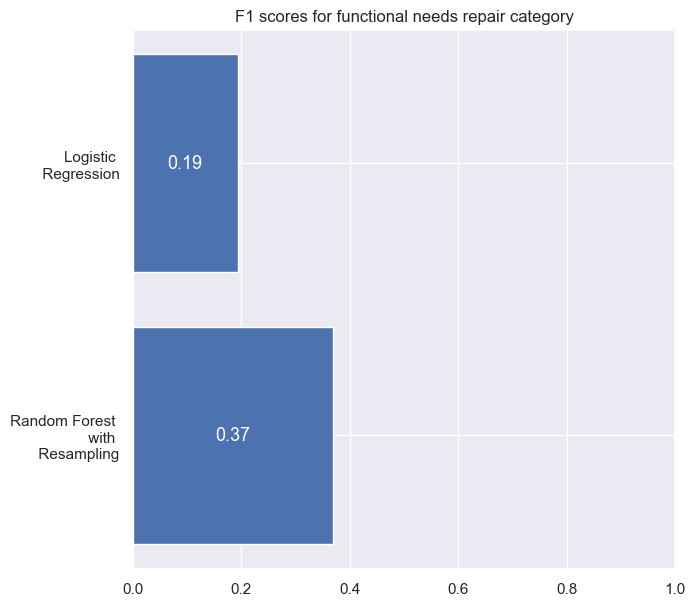 F1 scores for functional needs repair category
Logistic
Regression
0.19
Random Forest
with
Resampling
0.37
0.0 0.2 0.4 0.6 0.8 1.0